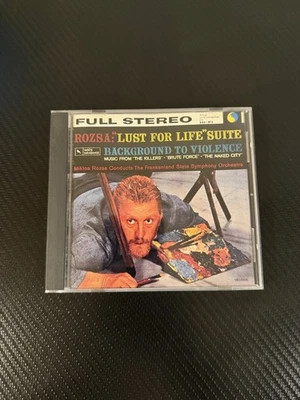 FULL STEREO
ROZSA: "LUST FOR LIFE" SUITE
BACKGROUND TO VIOLENCE
MUSIC FROM "THE KILLERS" - "BRUTE FORCE" - "THE NAKED CITY"
Miklos Rozsa Conducts The Frankenland State Symphony Orchestra